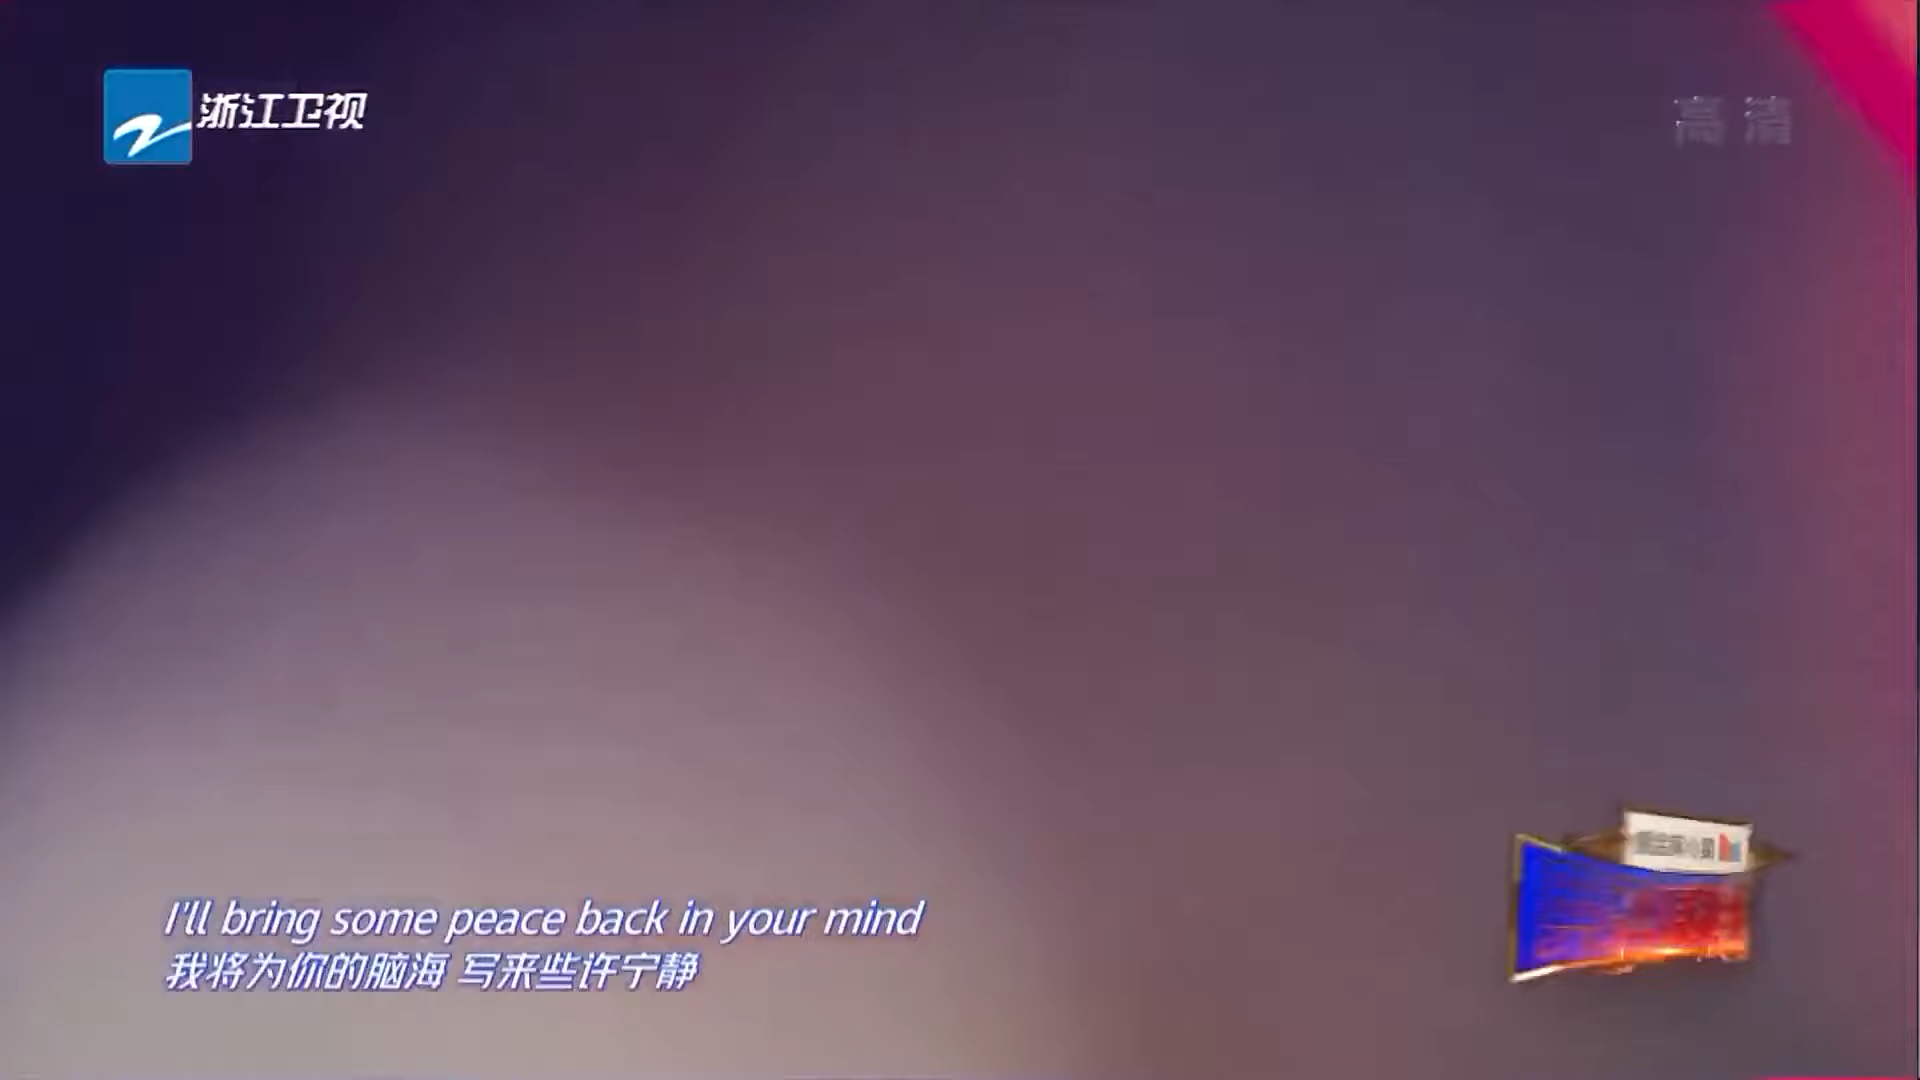 浙江卫视
高清
I'll bring some peace back in your mind
我将为你的脑海 写来些许宁静